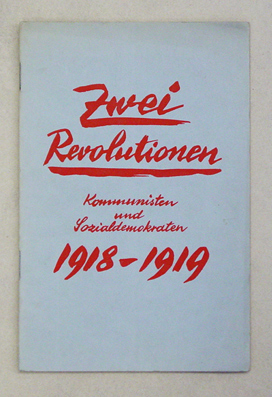 Zwei
Revolutionen
Kommunisten
und
Sozialdemokraten
1918-1919